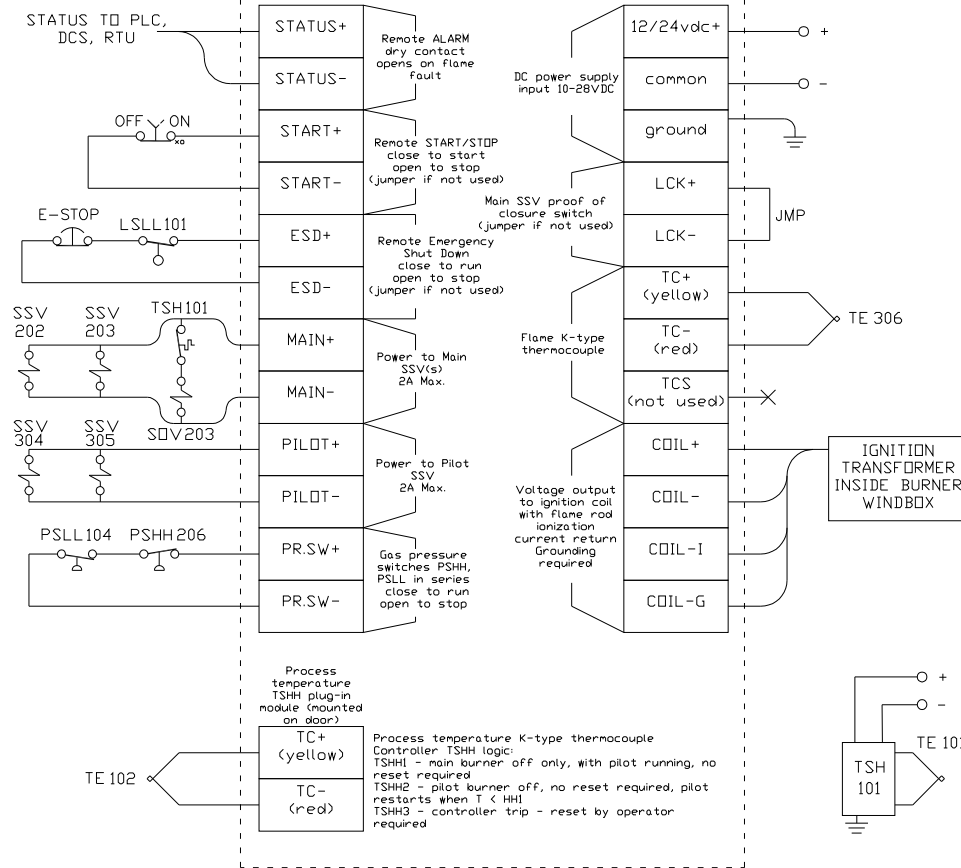 STATUS TO PLC,
DCS, RTU
STATUS+
STATUS-
Remote ALARM
dry contact
opens on flame
fault
OFF ON
xo
START+
START-
Remote START/STOP
close to start
open to stop
(jumper if not used)
E-STOP
LSLL101
ESD+
ESD-
Remote Emergency
Shut Down
close to run
open to stop
(jumper if not used)
SSV
202
SSV
203
TSH101
MAIN+
MAIN-
Power to Main
SSV(s)
2A Max.
SOV203
SSV
304
SSV
305
PILOT+
PILOT-
Power to Pilot
SSV
2A Max.
PSLL104
PSHH206
PR.SW+
PR.SW-
Gas pressure
switches PSHH,
PSLL in series
close to run
open to stop
DC power supply
input 10-28VDC
12/24vdc+
common
ground
+
-
Main SSV proof of
closure switch
(jumper if not used)
LCK+
LCK-
JMP
Flame K-type
thermocouple
TC+
(yellow)
TC-
(red)
TCS
(not used)
TE 306
Voltage output
to ignition coil
with flame rod
ionization
current return
Grounding
required
COIL+
COIL-
COIL-I
COIL-G
IGNITION
TRANSFORMER
INSIDE BURNER
WINDBOX
Process
temperature
TSHH plug-in
module (mounted
on door)
TC+
(yellow)
TC-
(red)
TE 102
Process temperature K-type thermocouple
Controller TSHH logic:
TSHH1 - main burner off only, with pilot running, no
reset required
TSHH2 - pilot burner off, no reset required, pilot
restarts when T < HH1
TSHH3 - controller trip - reset by operator
required
+
-
TSH
101
TE 101